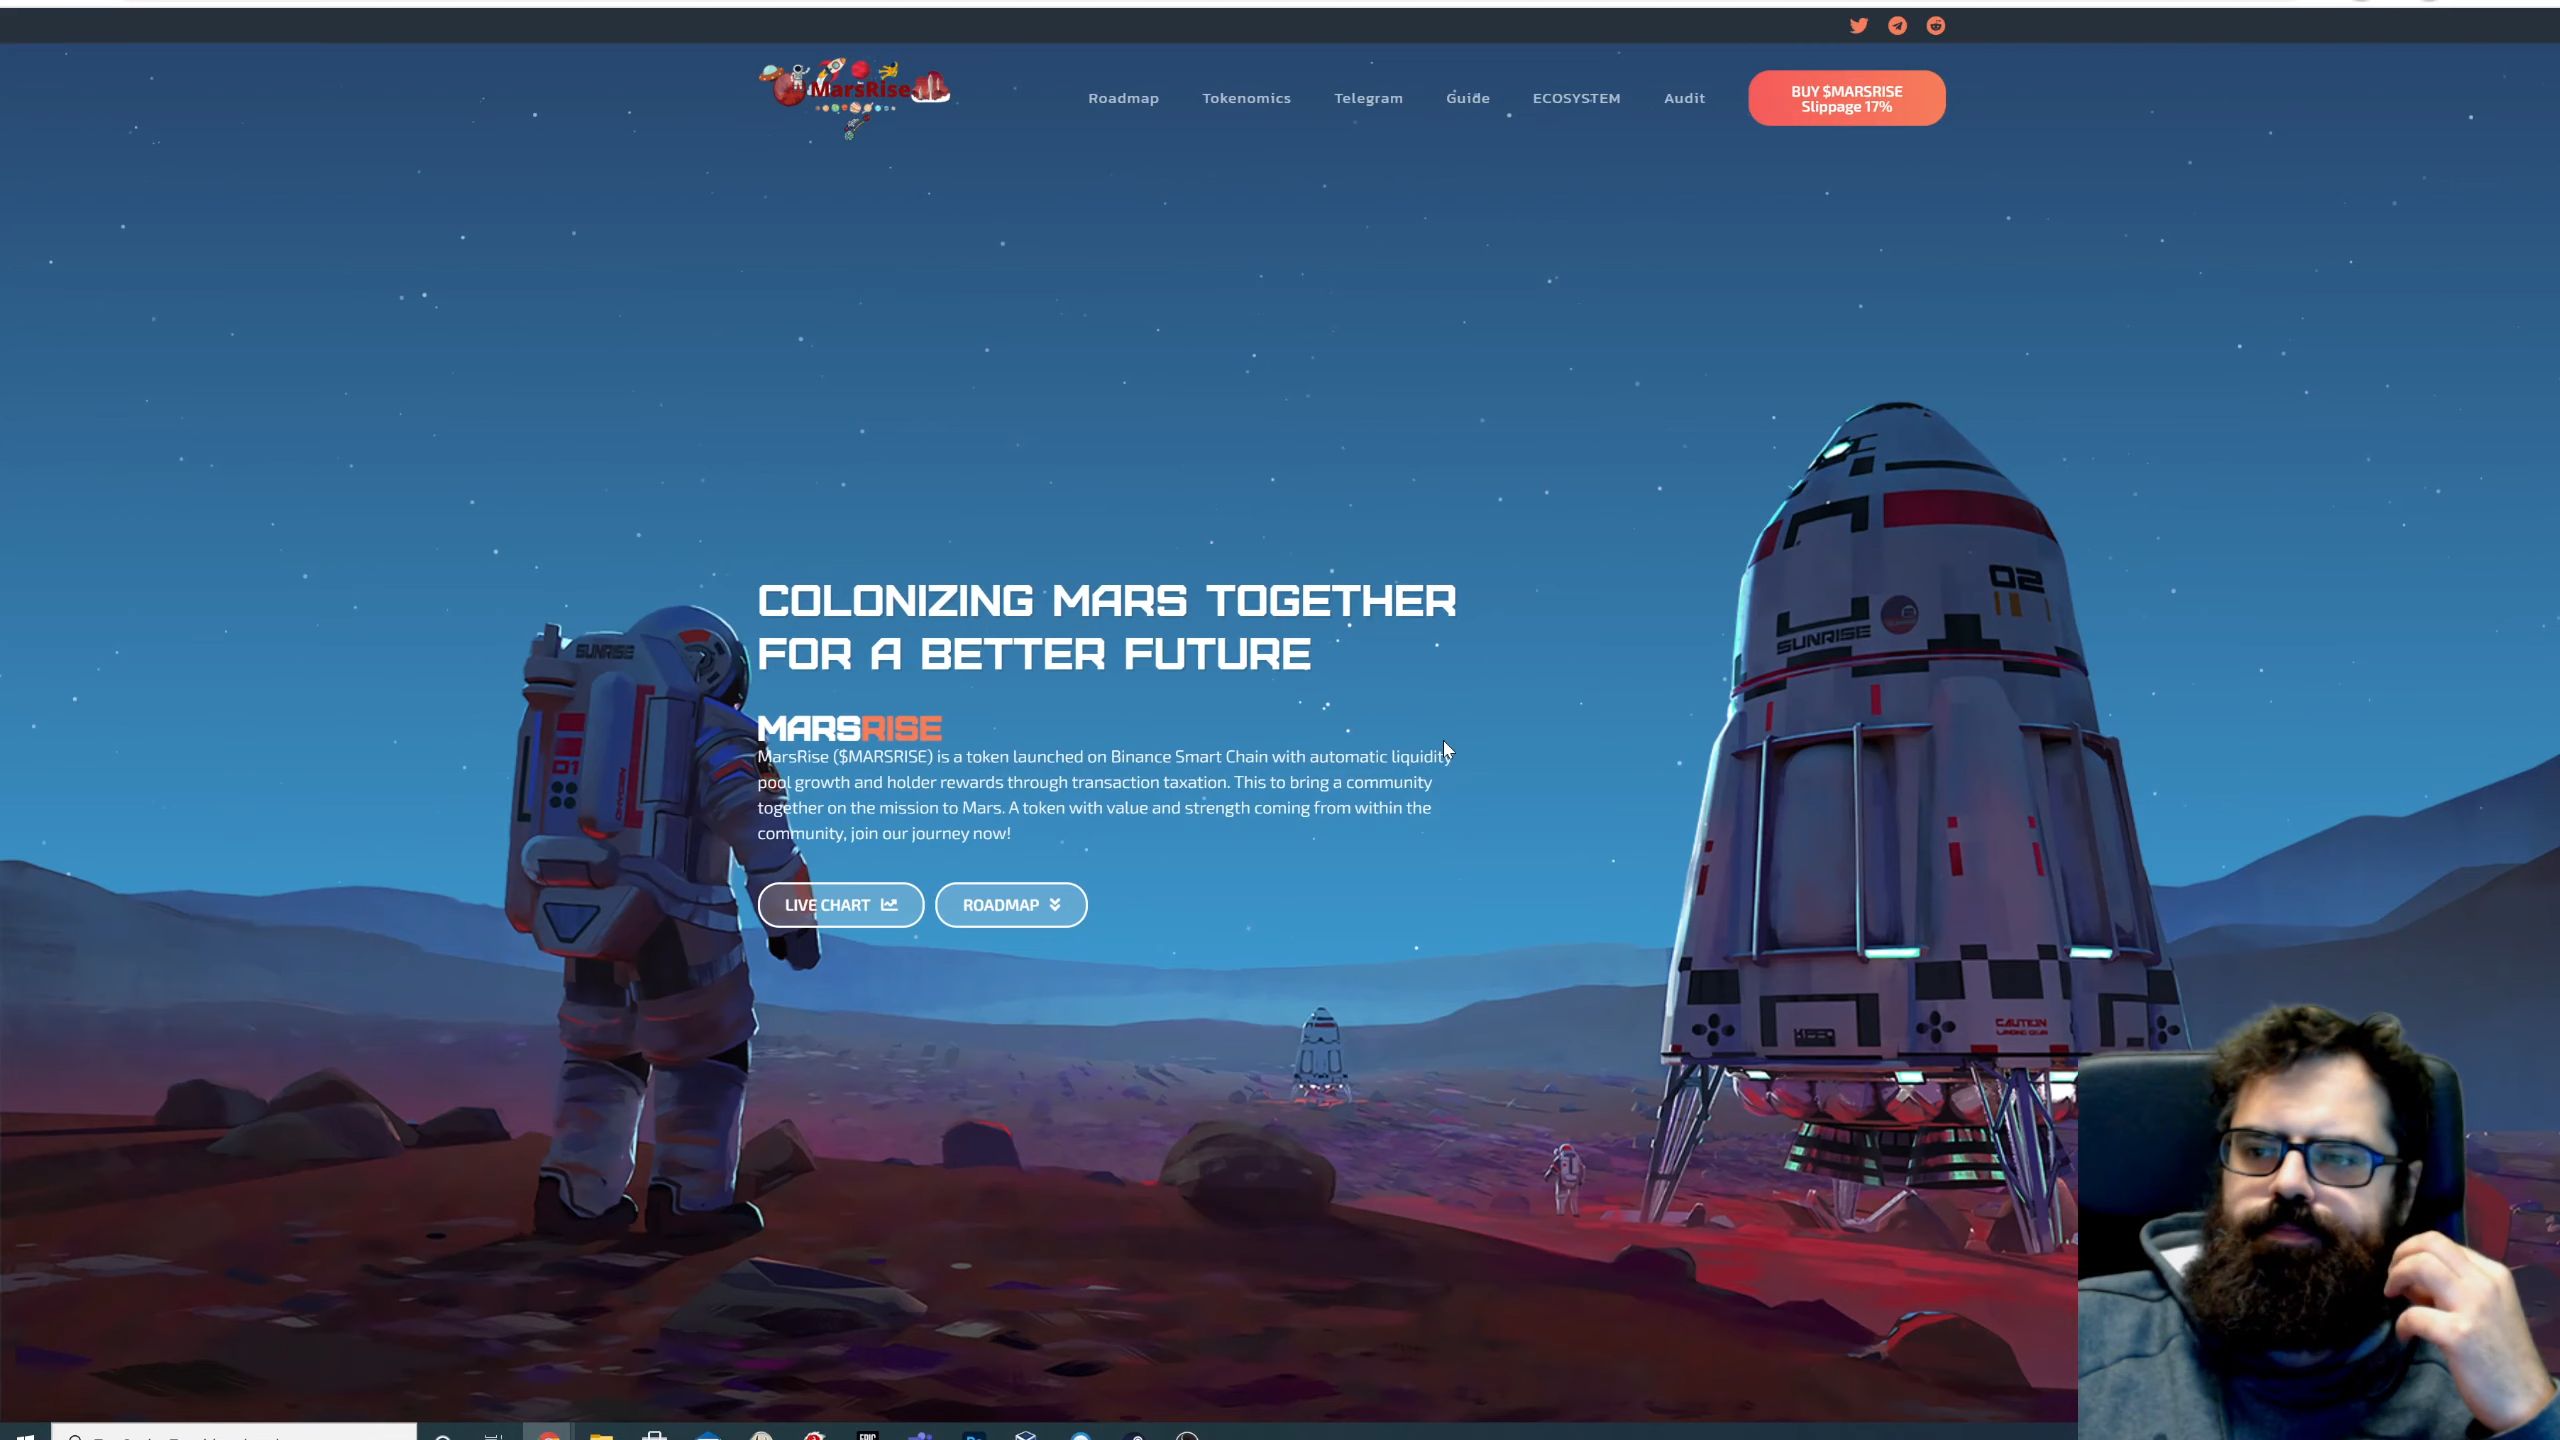 MarsRise
Roadmap
Tokenomics
Telegram
Guide
ECOSYSTEM
Audit
BUY $MARSRISE
Slippage 17%
COLONIZING MARS TOGETHER
FOR A BETTER FUTURE
MARSRISE
MarsRise ($MARSRISE) is a token launched on Binance Smart Chain with automatic liquidity
pool growth and holder rewards through transaction taxation. This to bring a community
together on the mission to Mars. A token with value and strength coming from within the
community, join our journey now!
LIVE CHART
ROADMAP
SUNRISE
01
02
SUNRISE
CAUTION
EPIC